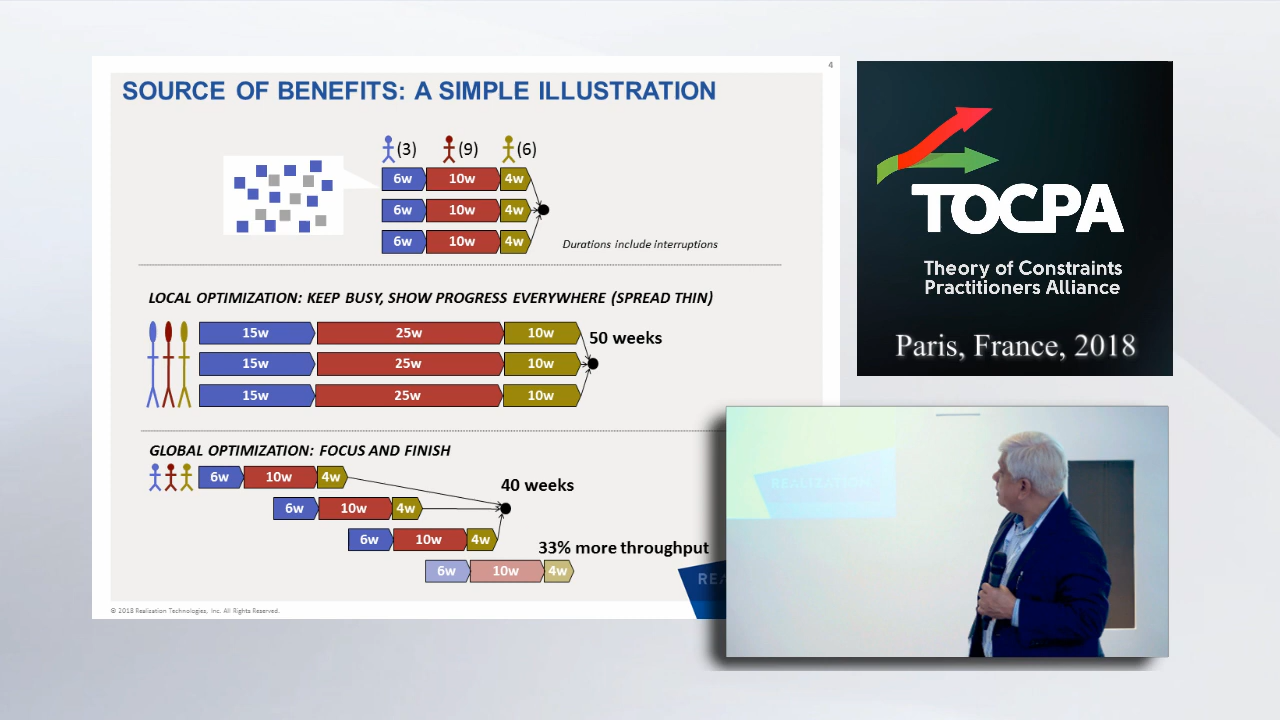 4
SOURCE OF BENEFITS: A SIMPLE ILLUSTRATION
(3) (9) (6)
6w 10w 4w
6w 10w 4w
6w 10w 4w
Durations include interruptions
LOCAL OPTIMIZATION: KEEP BUSY, SHOW PROGRESS EVERYWHERE (SPREAD THIN)
15w 25w 10w
50 weeks
15w 25w 10w
15w 25w 10w
GLOBAL OPTIMIZATION: FOCUS AND FINISH
6w 10w 4w
40 weeks
6w 10w 4w
6w 10w 4w
33% more throughput
6w 10w 4w
REA
© 2018 Realization Technologies, Inc. All Rights Reserved.
TOCPA
Theory of Constraints
Practitioners Alliance
Paris, France, 2018
REALIZATION